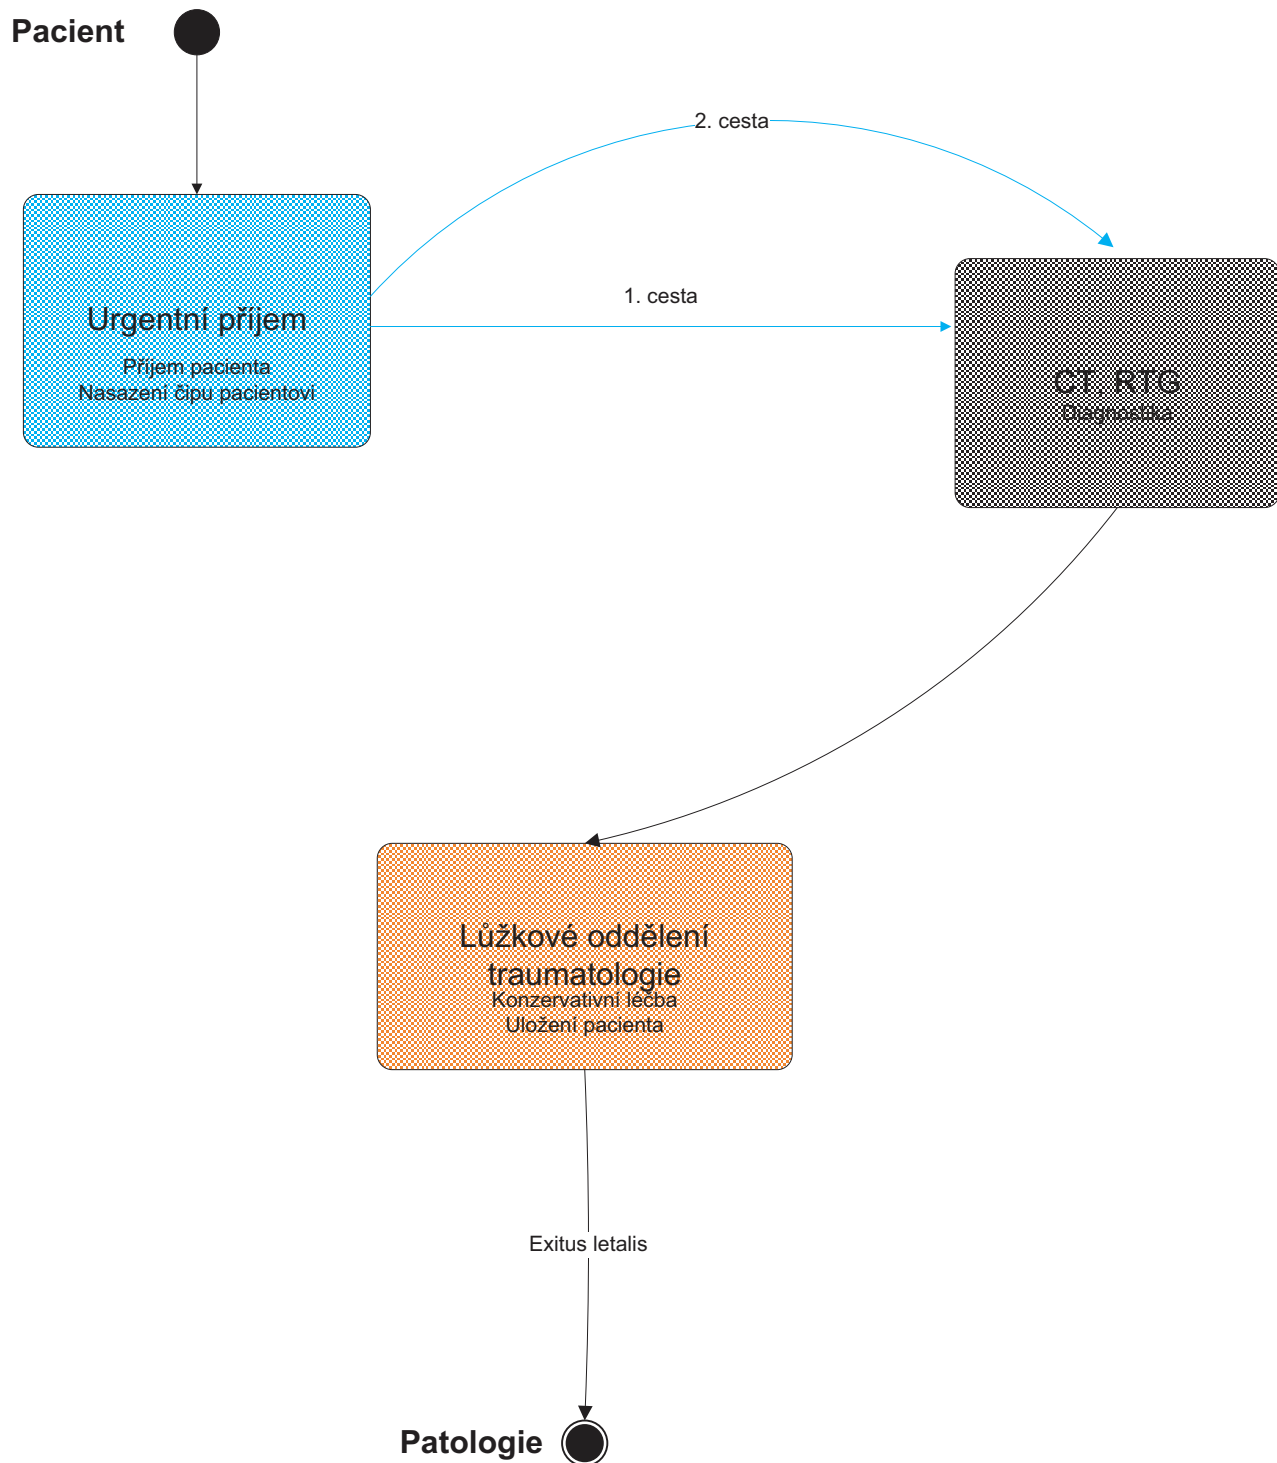 Pacient
2. cesta
1. cesta
Urgentní příjem
Příjem pacienta
Nasazení čipu pacientovi
CT, RTG
Diagnostika
Lůžkové oddělení
traumatologie
Konzervativní léčba
Uložení pacienta
Exitus letalis
Patologie